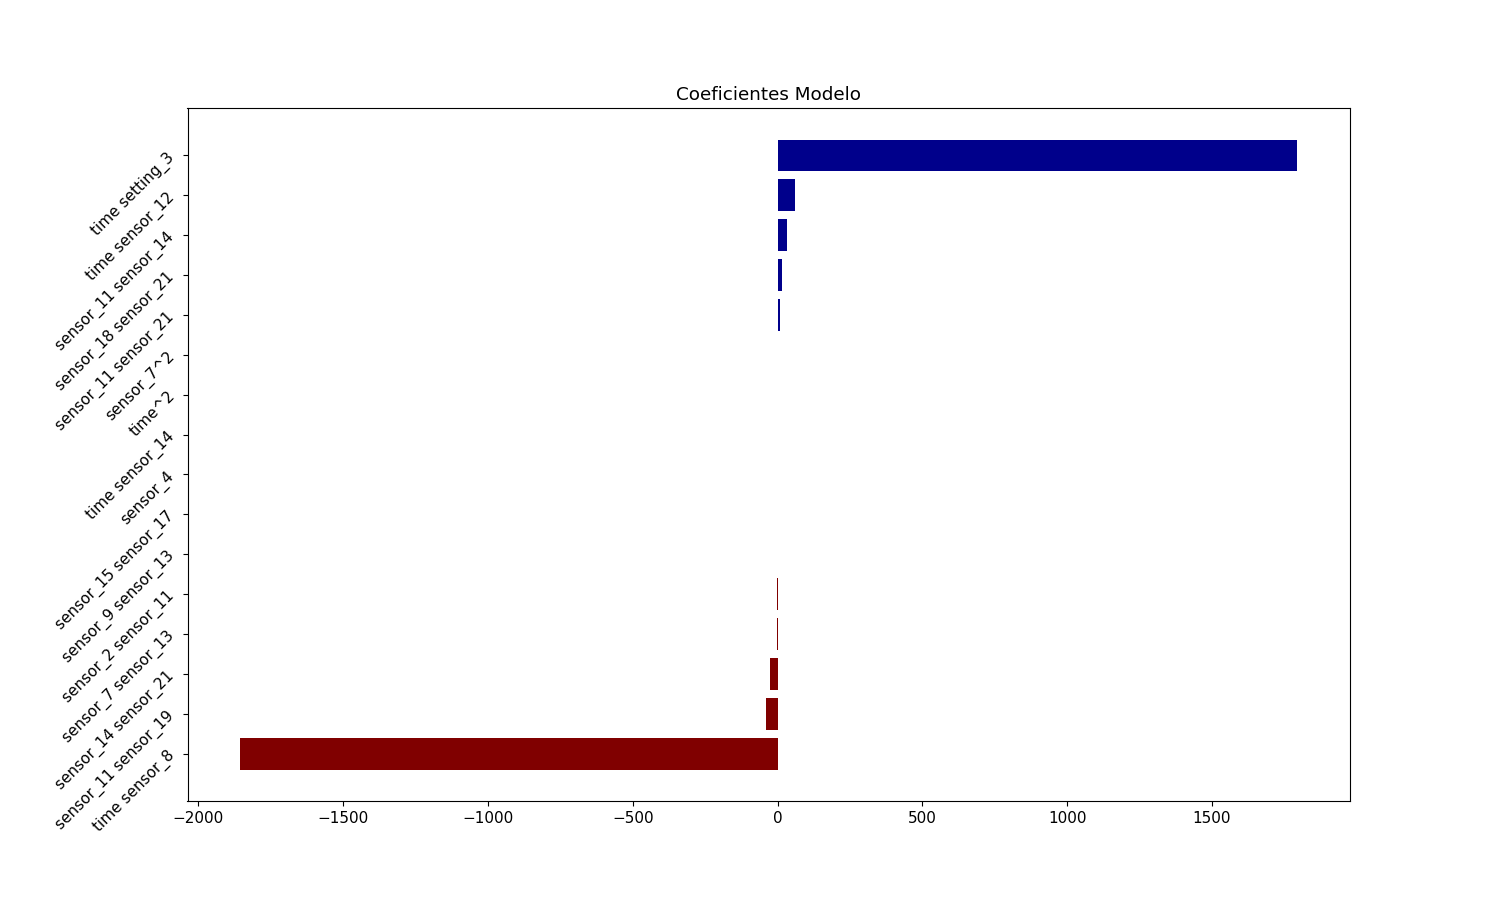 Coeficientes Modelo
time setting_3
time sensor_12
sensor_11 sensor_14
sensor_18 sensor_21
sensor_11 sensor_21
sensor_7^2
time^2
time sensor_14
sensor_4
sensor_15 sensor_17
sensor_9 sensor_13
sensor_2 sensor_11
sensor_7 sensor_13
sensor_14 sensor_21
sensor_11 sensor_19
time sensor_8
−2000 −1500 −1000 −500 0 500 1000 1500